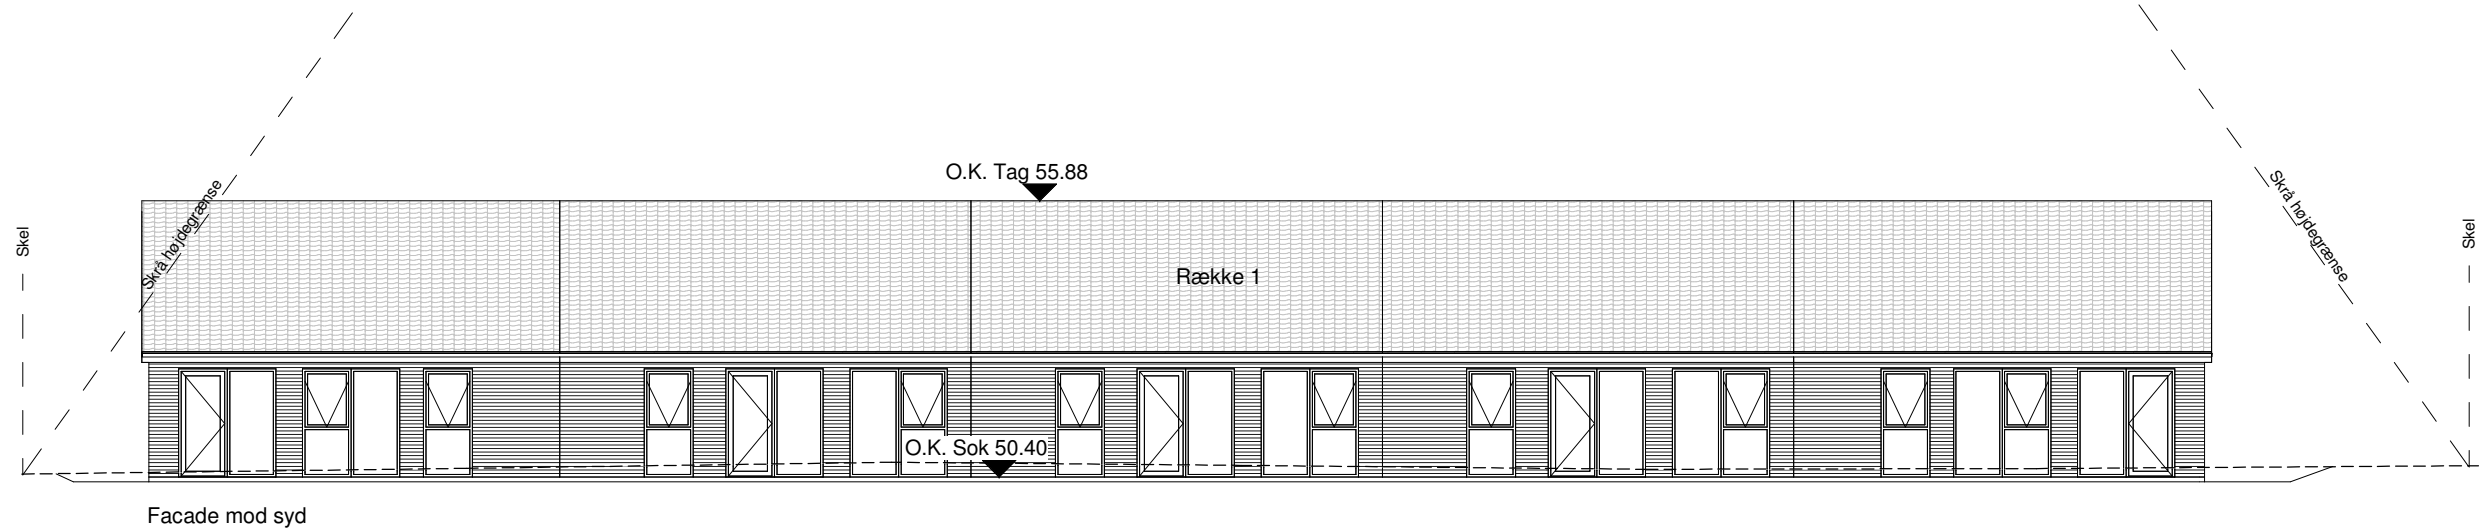 O.K. Tag 55.88
Skrå højdegrænse
Skrå højdegrænse
Skel
Skel
Række 1
O.K. Sok 50.40
Facade mod syd